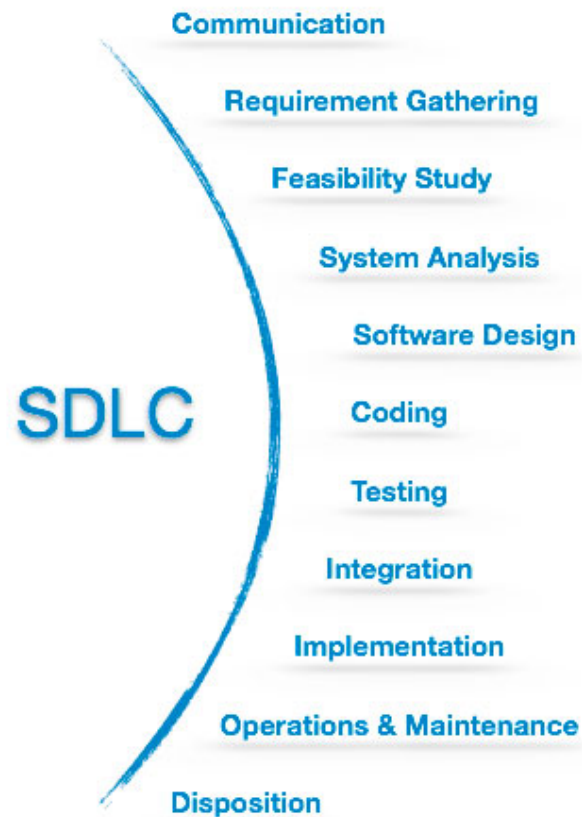 Communication
Requirement Gathering
Feasibility Study
System Analysis
Software Design
SDLC
Coding
Testing
Integration
Implementation
Operations & Maintenance
Disposition